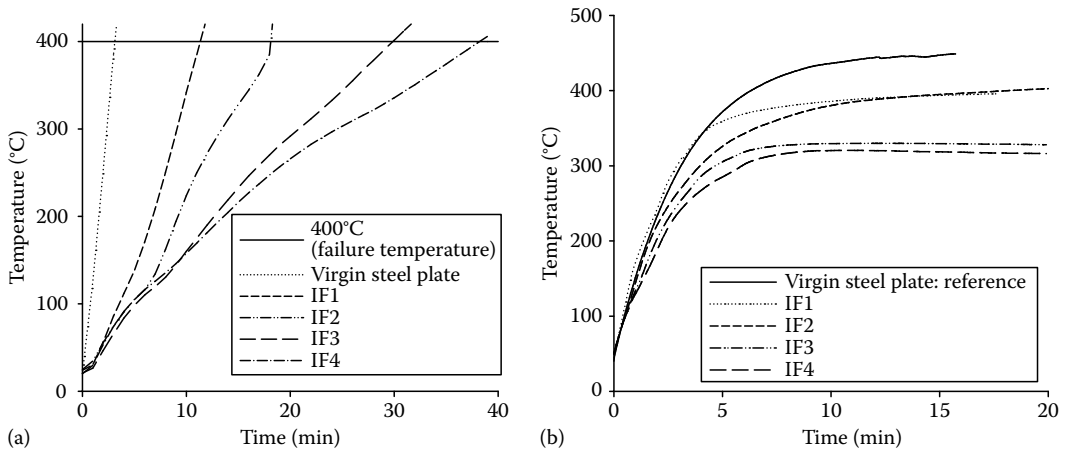 400
300
200
100
0
Temperature (°C)
400°C
(failure temperature)
Virgin steel plate
IF1
IF2
IF3
IF4
0 10 20 30 40
(a)
Time (min)
500
400
300
200
100
0
Temperature (°C)
Virgin steel plate: reference
IF1
IF2
IF3
IF4
0 5 10 15 20
(b)
Time (min)